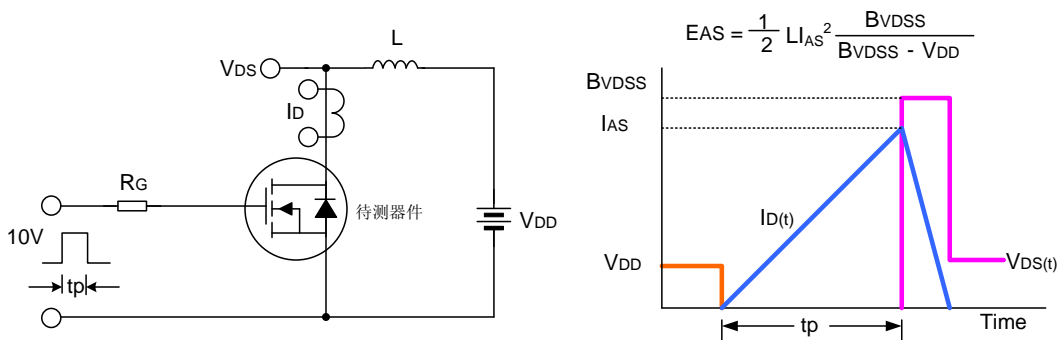 VDS
L
ID
RG
待测器件
VDD
10V
tp
EAS = 1/2 LIAS² BVDSS / (BVDSS - VDD)
BVDSS
IAS
ID(t)
VDD
VDS(t)
tp
Time